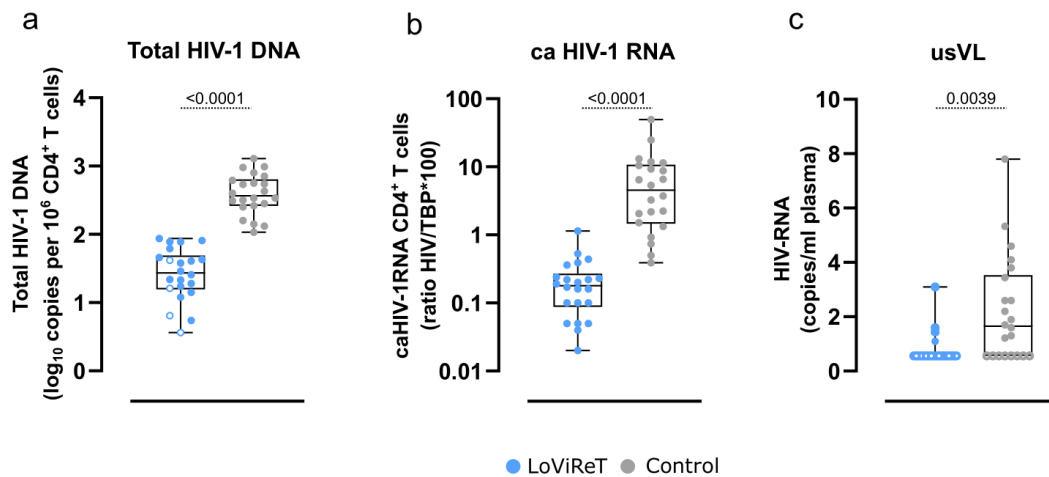 a
Total HIV-1 DNA
Total HIV-1 DNA
(log₁₀ copies per 10⁶ CD4⁺ T cells)
4
3
2
1
0
<0.0001
b
ca HIV-1 RNA
caHIV-1RNA CD4⁺ T cells
(ratio HIV/TBP*100)
100
10
1
0.1
0.01
<0.0001
c
usVL
HIV-RNA
(copies/ml plasma)
10
8
6
4
2
0
0.0039
LoViReT
Control